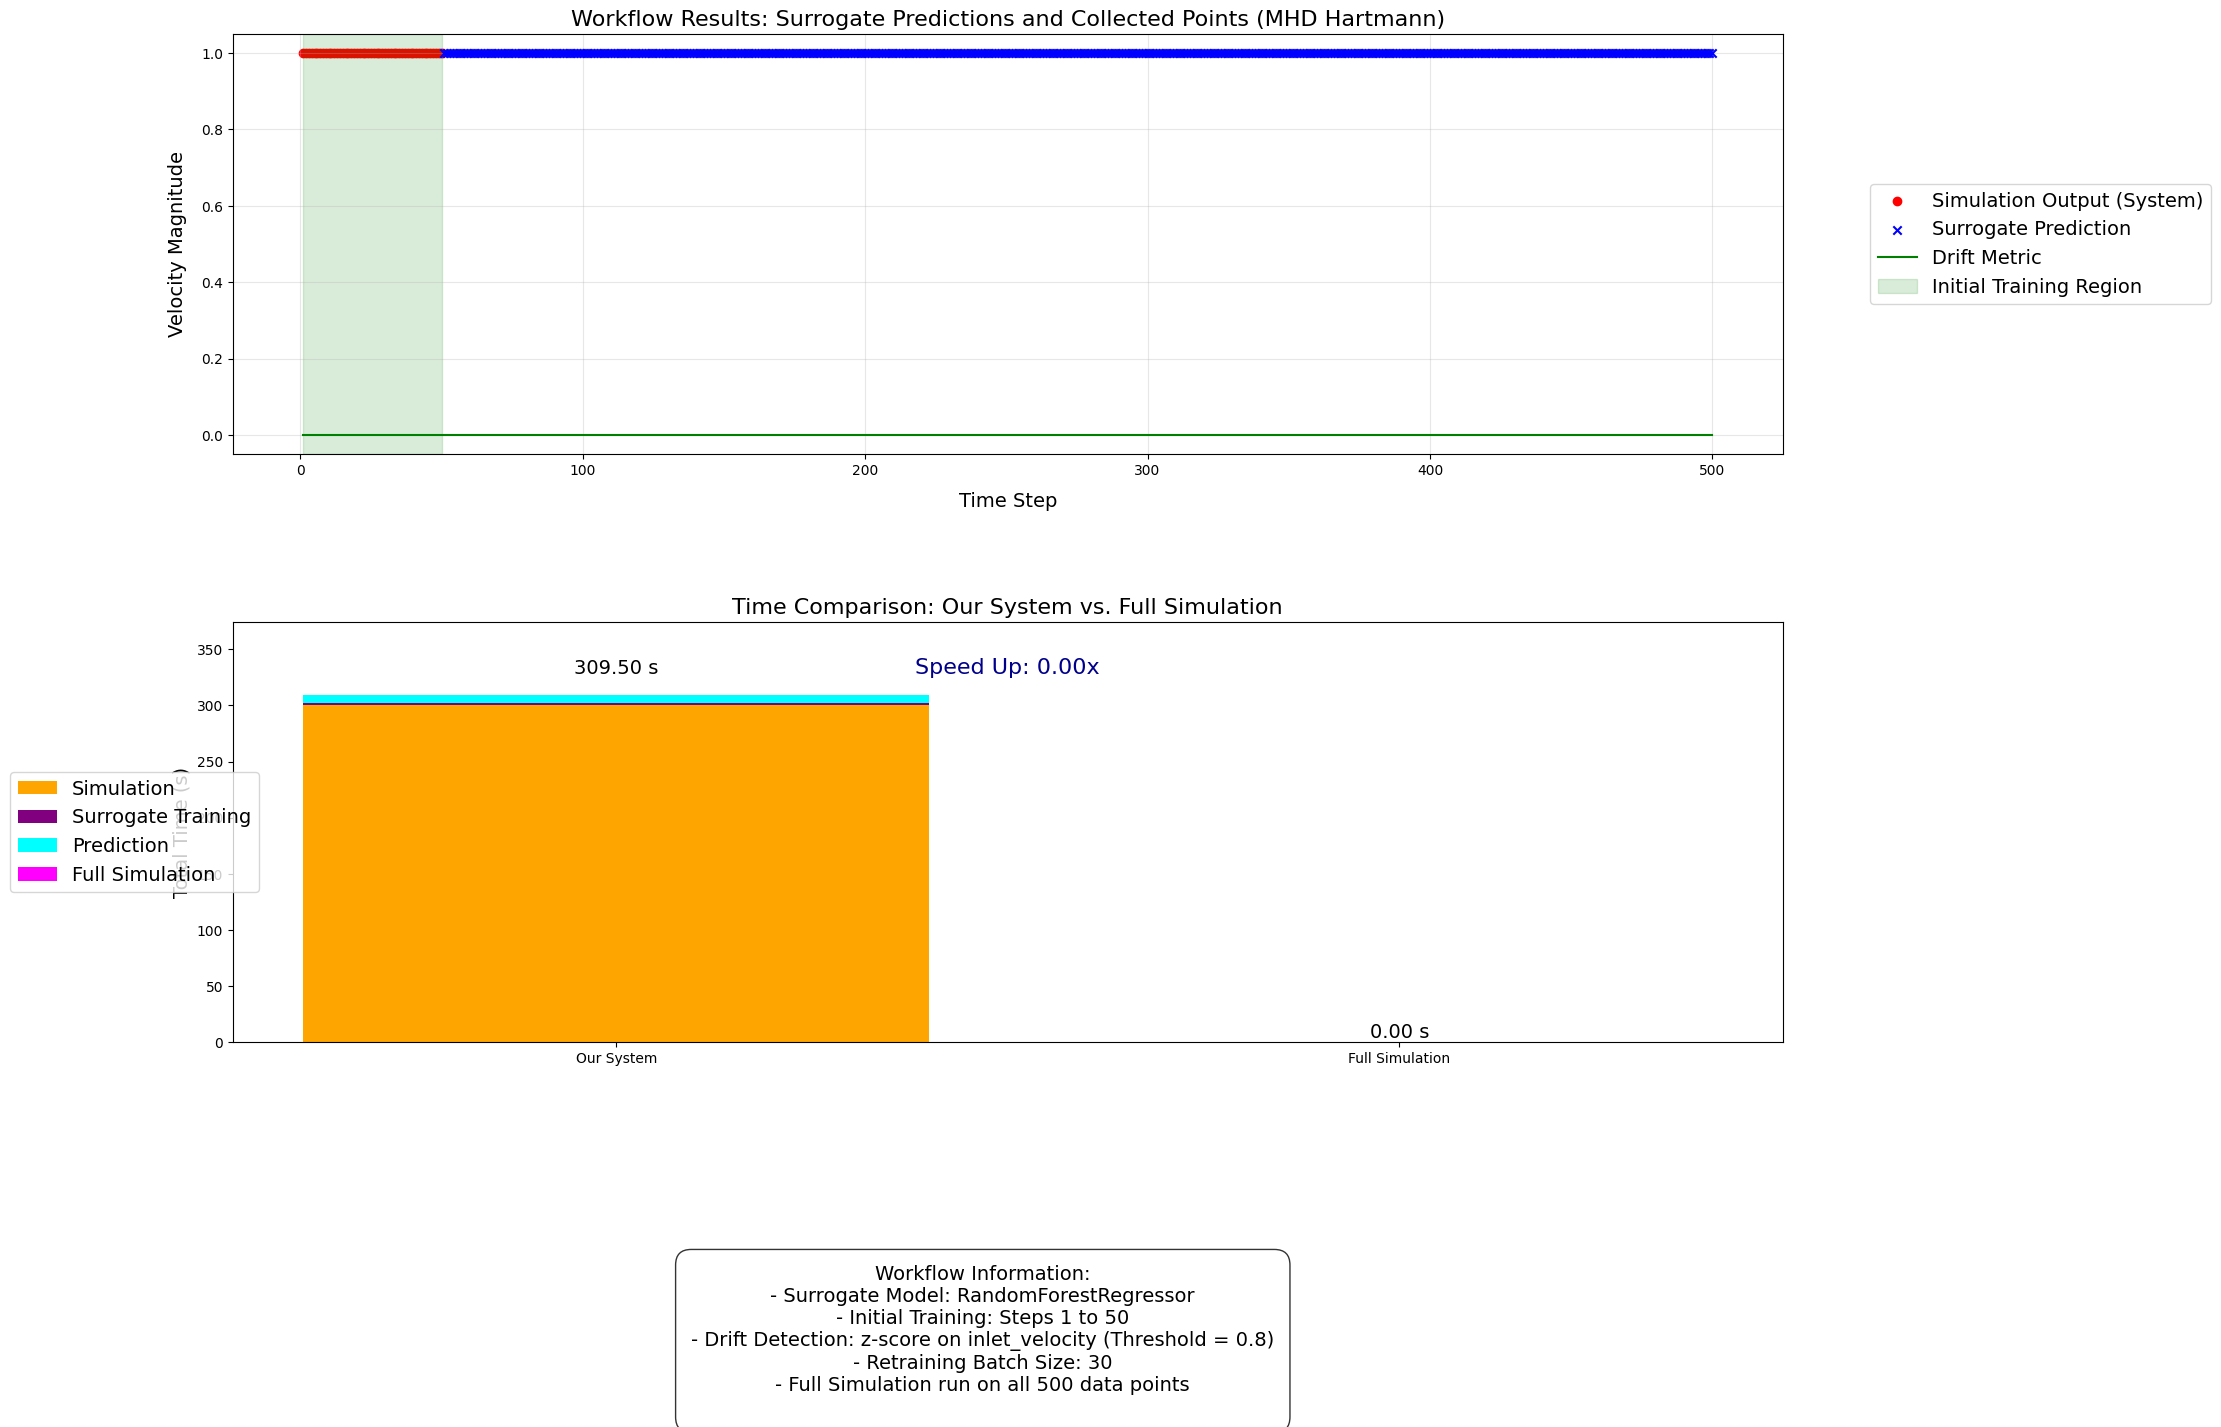 Workflow Results: Surrogate Predictions and Collected Points (MHD Hartmann)
Velocity Magnitude
1.0
0.8
0.6
0.4
0.2
0.0
0
100
200
300
400
500
Time Step
Simulation Output (System)
Surrogate Prediction
Drift Metric
Initial Training Region
Time Comparison: Our System vs. Full Simulation
Total Time (s)
350
300
250
200
150
100
50
0
309.50 s
Speed Up: 0.00x
0.00 s
Our System
Full Simulation
Simulation
Surrogate Training
Prediction
Full Simulation
Workflow Information:
- Surrogate Model: RandomForestRegressor
- Initial Training: Steps 1 to 50
- Drift Detection: z-score on inlet_velocity (Threshold = 0.8)
- Retraining Batch Size: 30
- Full Simulation run on all 500 data points